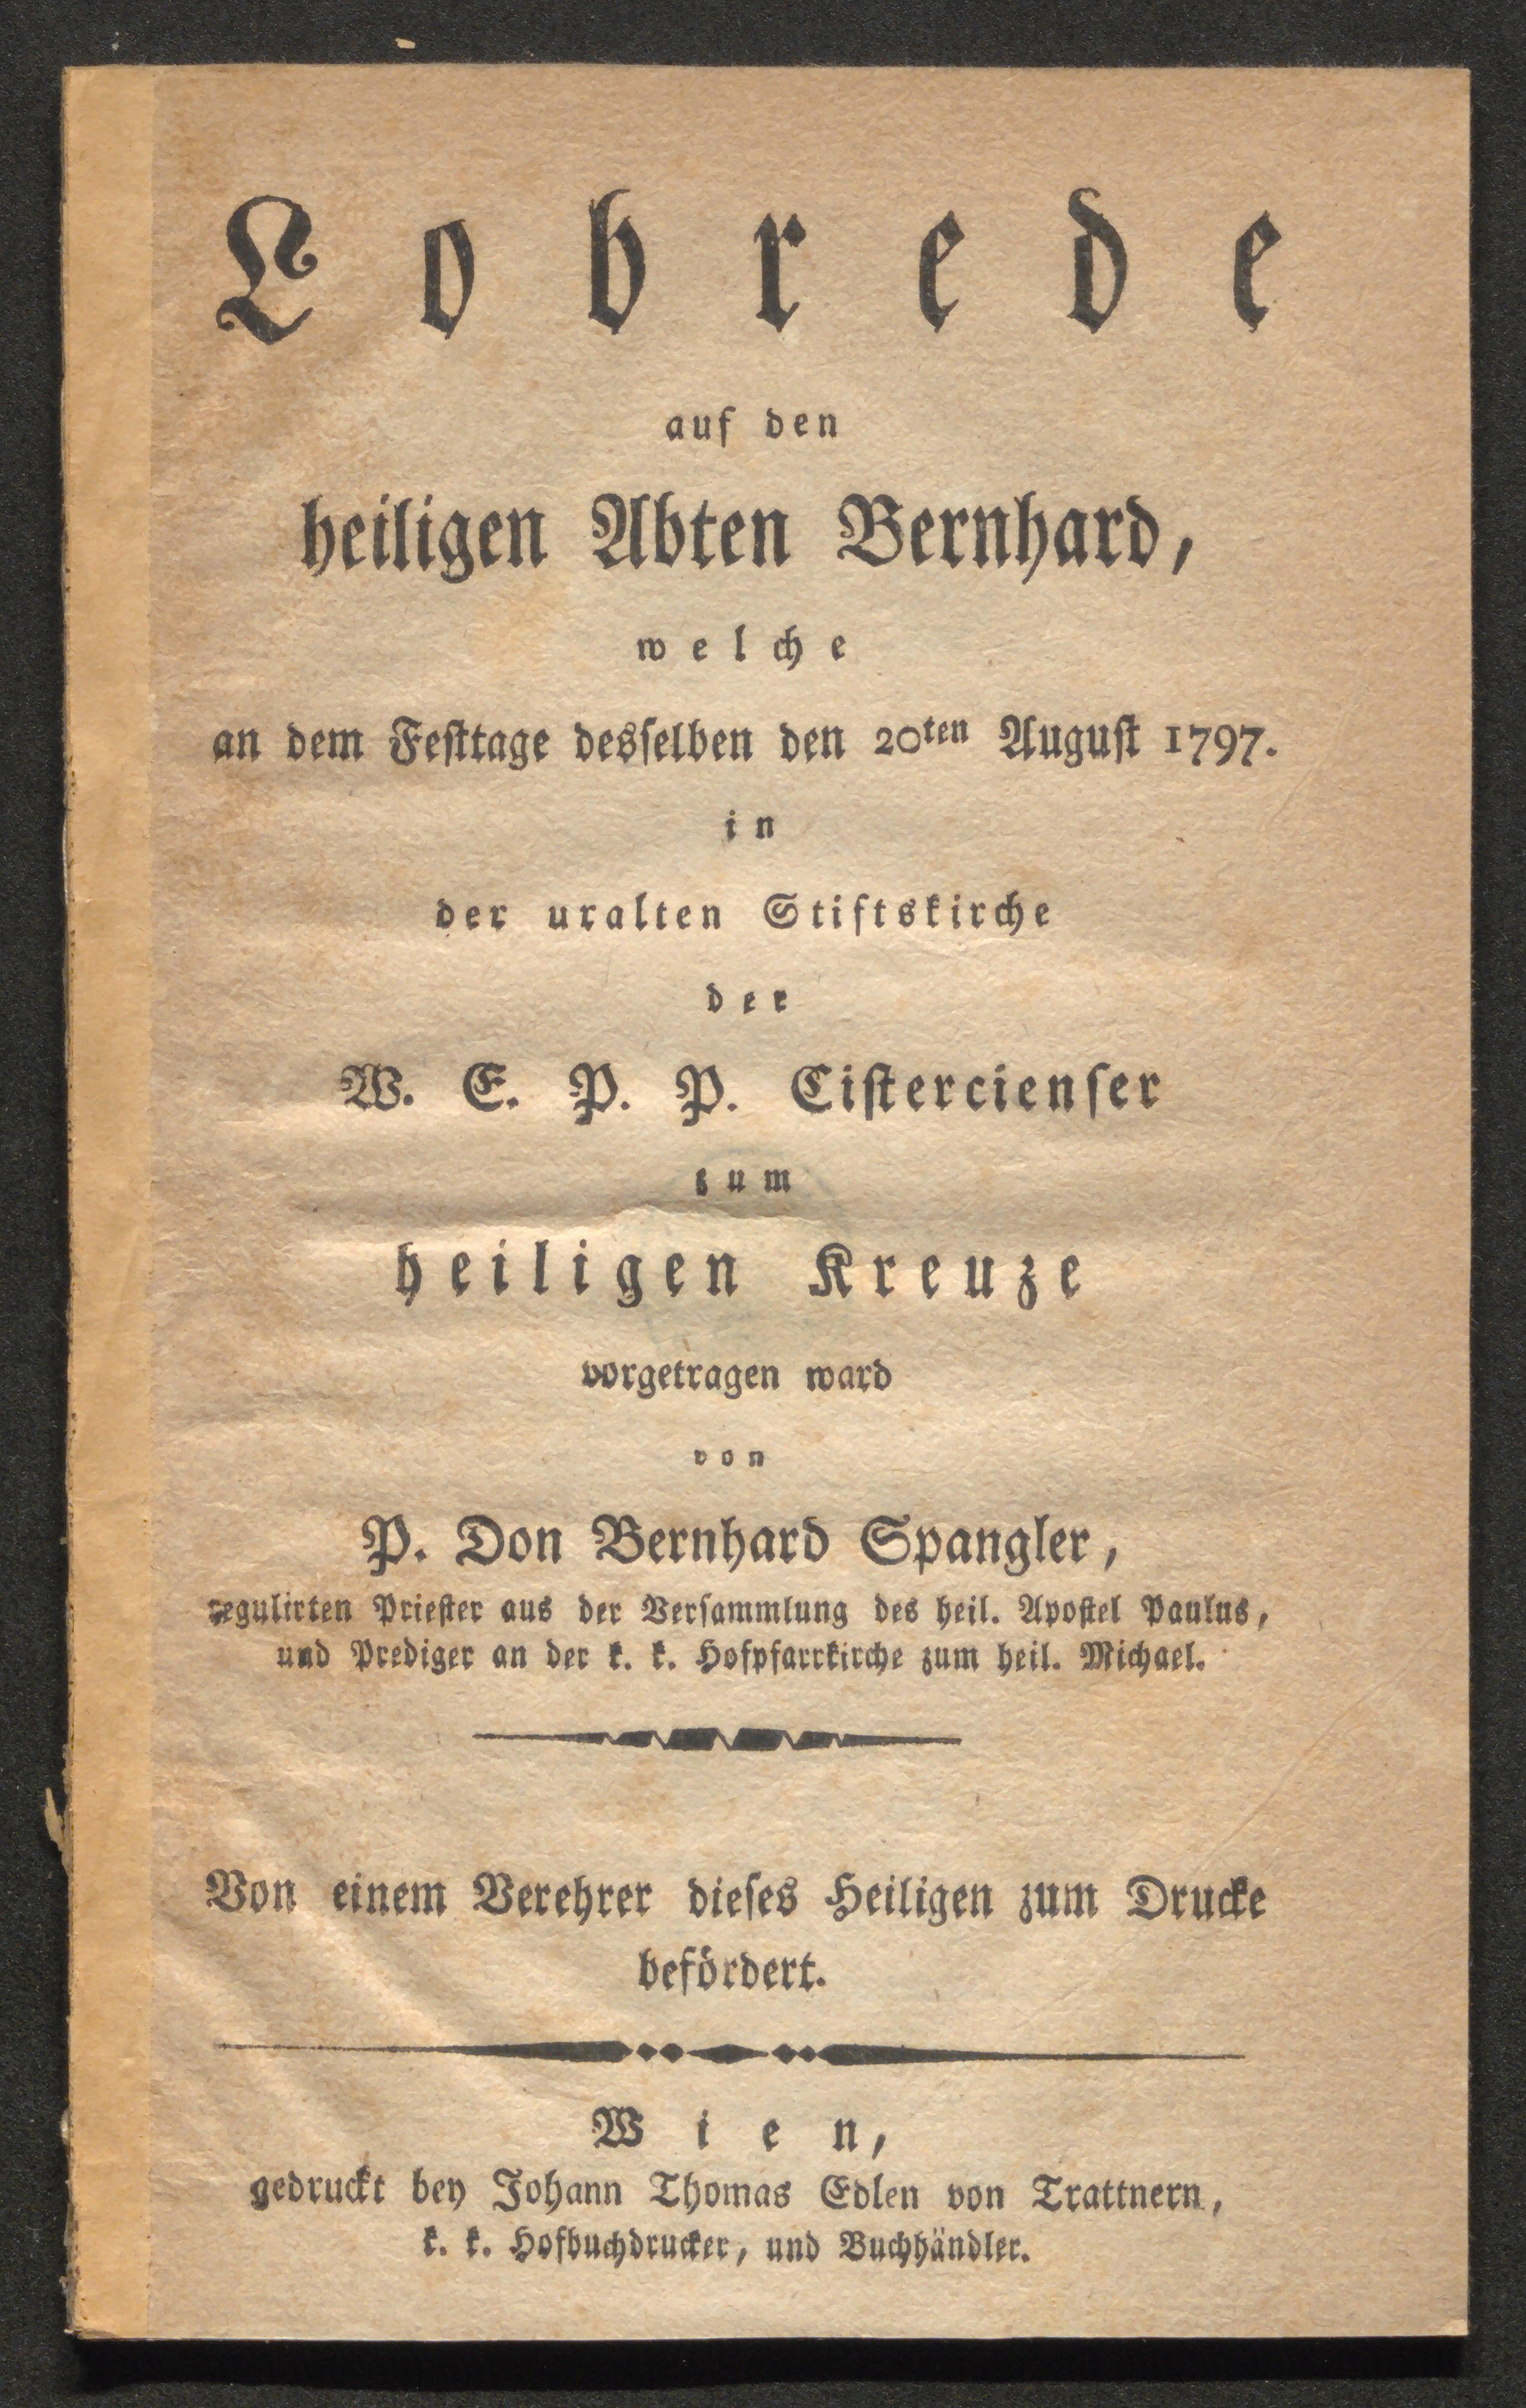 Lobrede
auf den
heiligen Abten Bernhard,
welche
an dem Festtage desselben den 20ten August 1797.
in
der uralten Stiftskirche
der
W. E. P. P. Cistercienser
zum
heiligen Kreuze
vorgetragen ward
von
P. Don Bernhard Spangler,
regulirten Priester aus der Versammlung des heil. Apostel Paulus,
und Prediger an der k. k. Hofpfarrkirche zum heil. Michael.
Von einem Verehrer dieses Heiligen zum Drucke
befördert.
Wien,
gedruckt bey Johann Thomas Edlen von Trattnern,
k. k. Hofbuchdrucker, und Buchhändler.